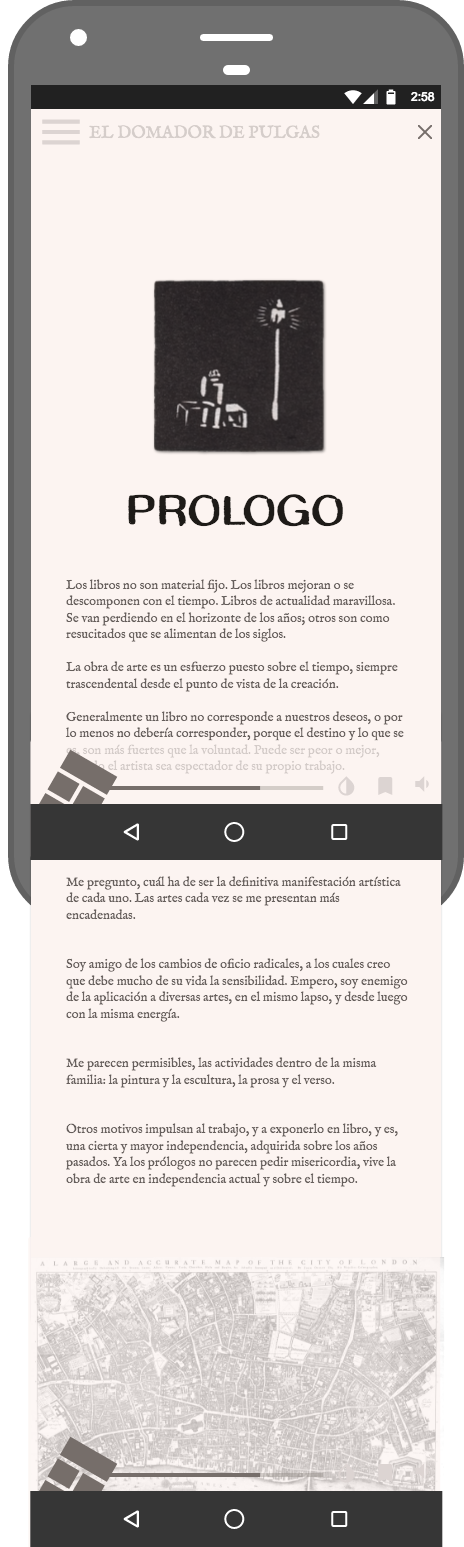 2:58
EL DOMADOR DE PULGAS
PROLOGO
Los libros no son material fijo. Los libros mejoran o se
descomponen con el tiempo. Libros de actualidad maravillosa.
Se van perdiendo en el horizonte de los años; otros son como
resucitados que se alimentan de los siglos.
La obra de arte es un esfuerzo puesto sobre el tiempo, siempre
trascendental desde el punto de vista de la creación.
Generalmente un libro no corresponde a nuestros deseos, o por
lo menos no debería corresponder, porque el destino y lo que se
es, son más fuertes que la voluntad. Puede ser peor o mejor,
el artista sea espectador de su propio trabajo.
Me pregunto, cuál ha de ser la definitiva manifestación artística
de cada uno. Las artes cada vez se me presentan más
encadenadas.
Soy amigo de los cambios de oficio radicales, a los cuales creo
que debe mucho de su vida la sensibilidad. Empero, soy enemigo
de la aplicación a diversas artes, en el mismo lapso, y desde luego
con la misma energía.
Me parecen permisibles, las actividades dentro de la misma
familia: la pintura y la escultura, la prosa y el verso.
Otros motivos impulsan al trabajo, y a exponerlo en libro, y es,
una cierta y mayor independencia, adquirida sobre los años
pasados. Ya los prólogos no parecen pedir misericordia, vive la
obra de arte en independencia actual y sobre el tiempo.
A LARGE AND ACCURATE MAP OF THE CITY OF LONDON